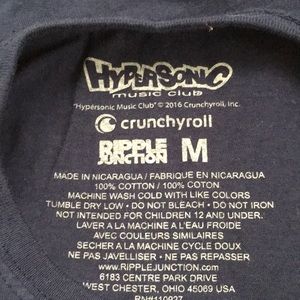 HYPERSONIC
music club
"Hypersonic Music Club" © 2016 Crunchyroll, Inc.
crunchyroll
RIPPLE
JUNCTION M
MADE IN NICARAGUA / FABRIQUE EN NICARAGUA
100% COTTON / 100% COTON
MACHINE WASH COLD WITH LIKE COLORS
TUMBLE DRY LOW • DO NOT BLEACH • DO NOT IRON
NOT INTENDED FOR CHILDREN 12 AND UNDER.
LAVER A LA MACHINE A L'EAU FROIDE
AVEC COULEURS SIMILAIRES
SECHER A LA MACHINE CYCLE DOUX
NE PAS JAVELLISER • NE PAS REPASSER
WWW.RIPPLEJUNCTION.COM
6183 CENTRE PARK DRIVE
WEST CHESTER, OHIO 45069 USA
RN#110927